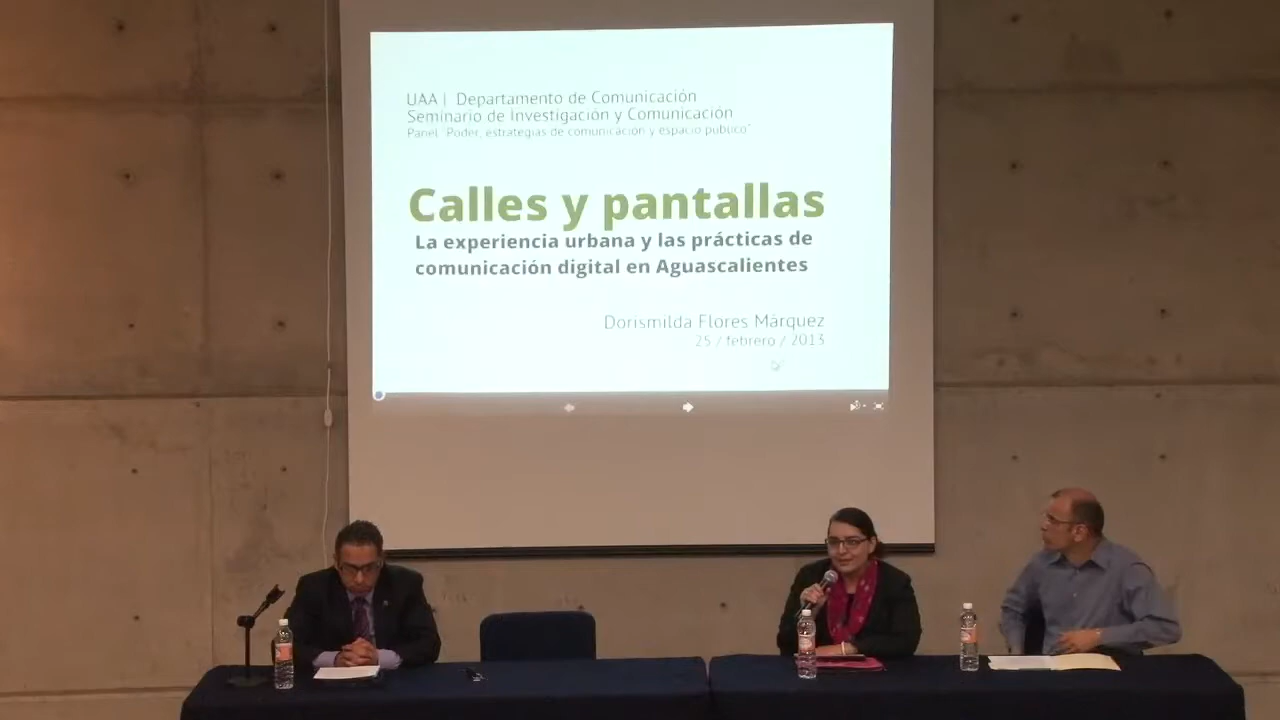 UAA | Departamento de Comunicación
Seminario de Investigación y Comunicación
Panel "Poder, estrategias de comunicación y espacio público"
Calles y pantallas
La experiencia urbana y las prácticas de
comunicación digital en Aguascalientes
Dorismilda Flores Márquez
25 / febrero / 2013